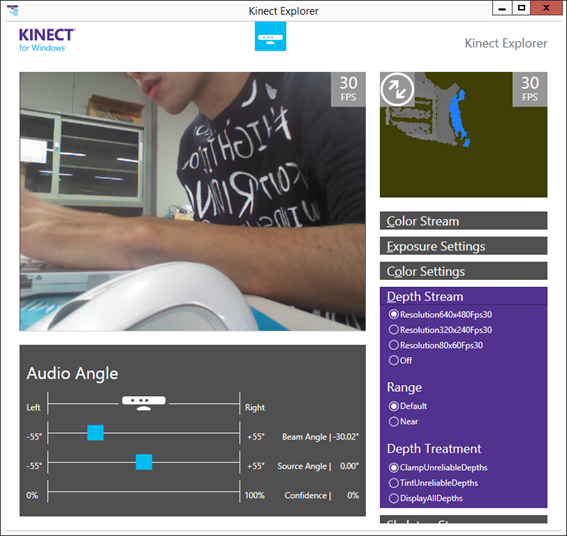 Kinect Explorer
KINECT
for Windows
Kinect Explorer
30
FPS
30
FPS
Color Stream
Exposure Settings
Color Settings
Depth Stream
Resolution640x480Fps30
Resolution320x240Fps30
Resolution80x60Fps30
Off
Range
Default
Near
Depth Treatment
ClampUnreliableDepths
TintUnreliableDepths
DisplayAllDepths
Audio Angle
Left
Right
-55°
+55°
Beam Angle | -30.02°
-55°
+55°
Source Angle | 0.00°
0%
100%
Confidence | 0%